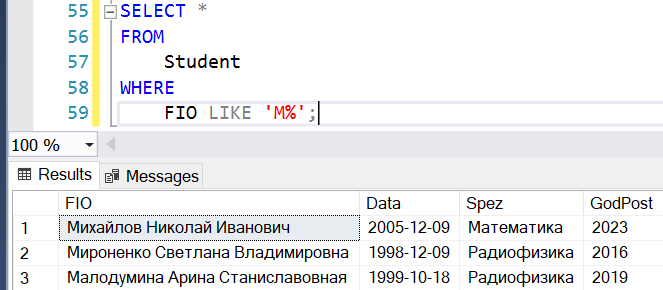 55 SELECT *
56 FROM
57 Student
58 WHERE
59 FIO LIKE 'М%';
100 %
Results Messages
FIO Data Spez GodPost
1 Михайлов Николай Иванович 2005-12-09 Математика 2023
2 Мироненко Светлана Владимировна 1998-12-09 Радиофизика 2016
3 Малодумина Арина Станиславовная 1999-10-18 Радиофизика 2019